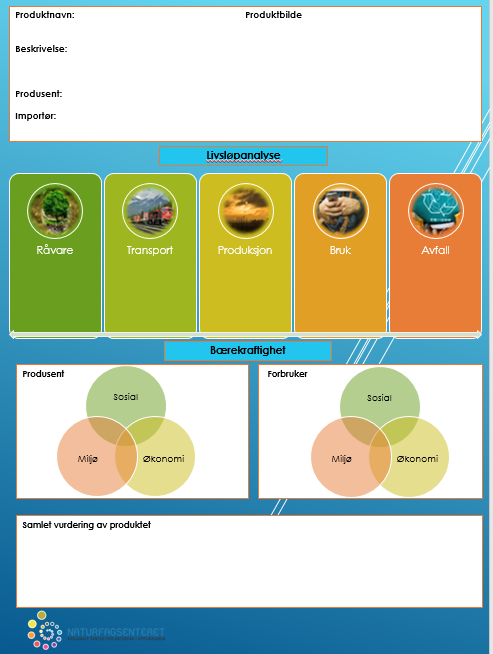 Produktnavn:
Produktbilde
Beskrivelse:
Produsent:
Importør:
Livsløpanalyse
Råvare
Transport
Produksjon
Bruk
Avfall
Bærekraftighet
Produsent
Sosial
Miljø
Økonomi
Forbruker
Sosial
Miljø
Økonomi
Samlet vurdering av produktet
NATURFAGSENTERET